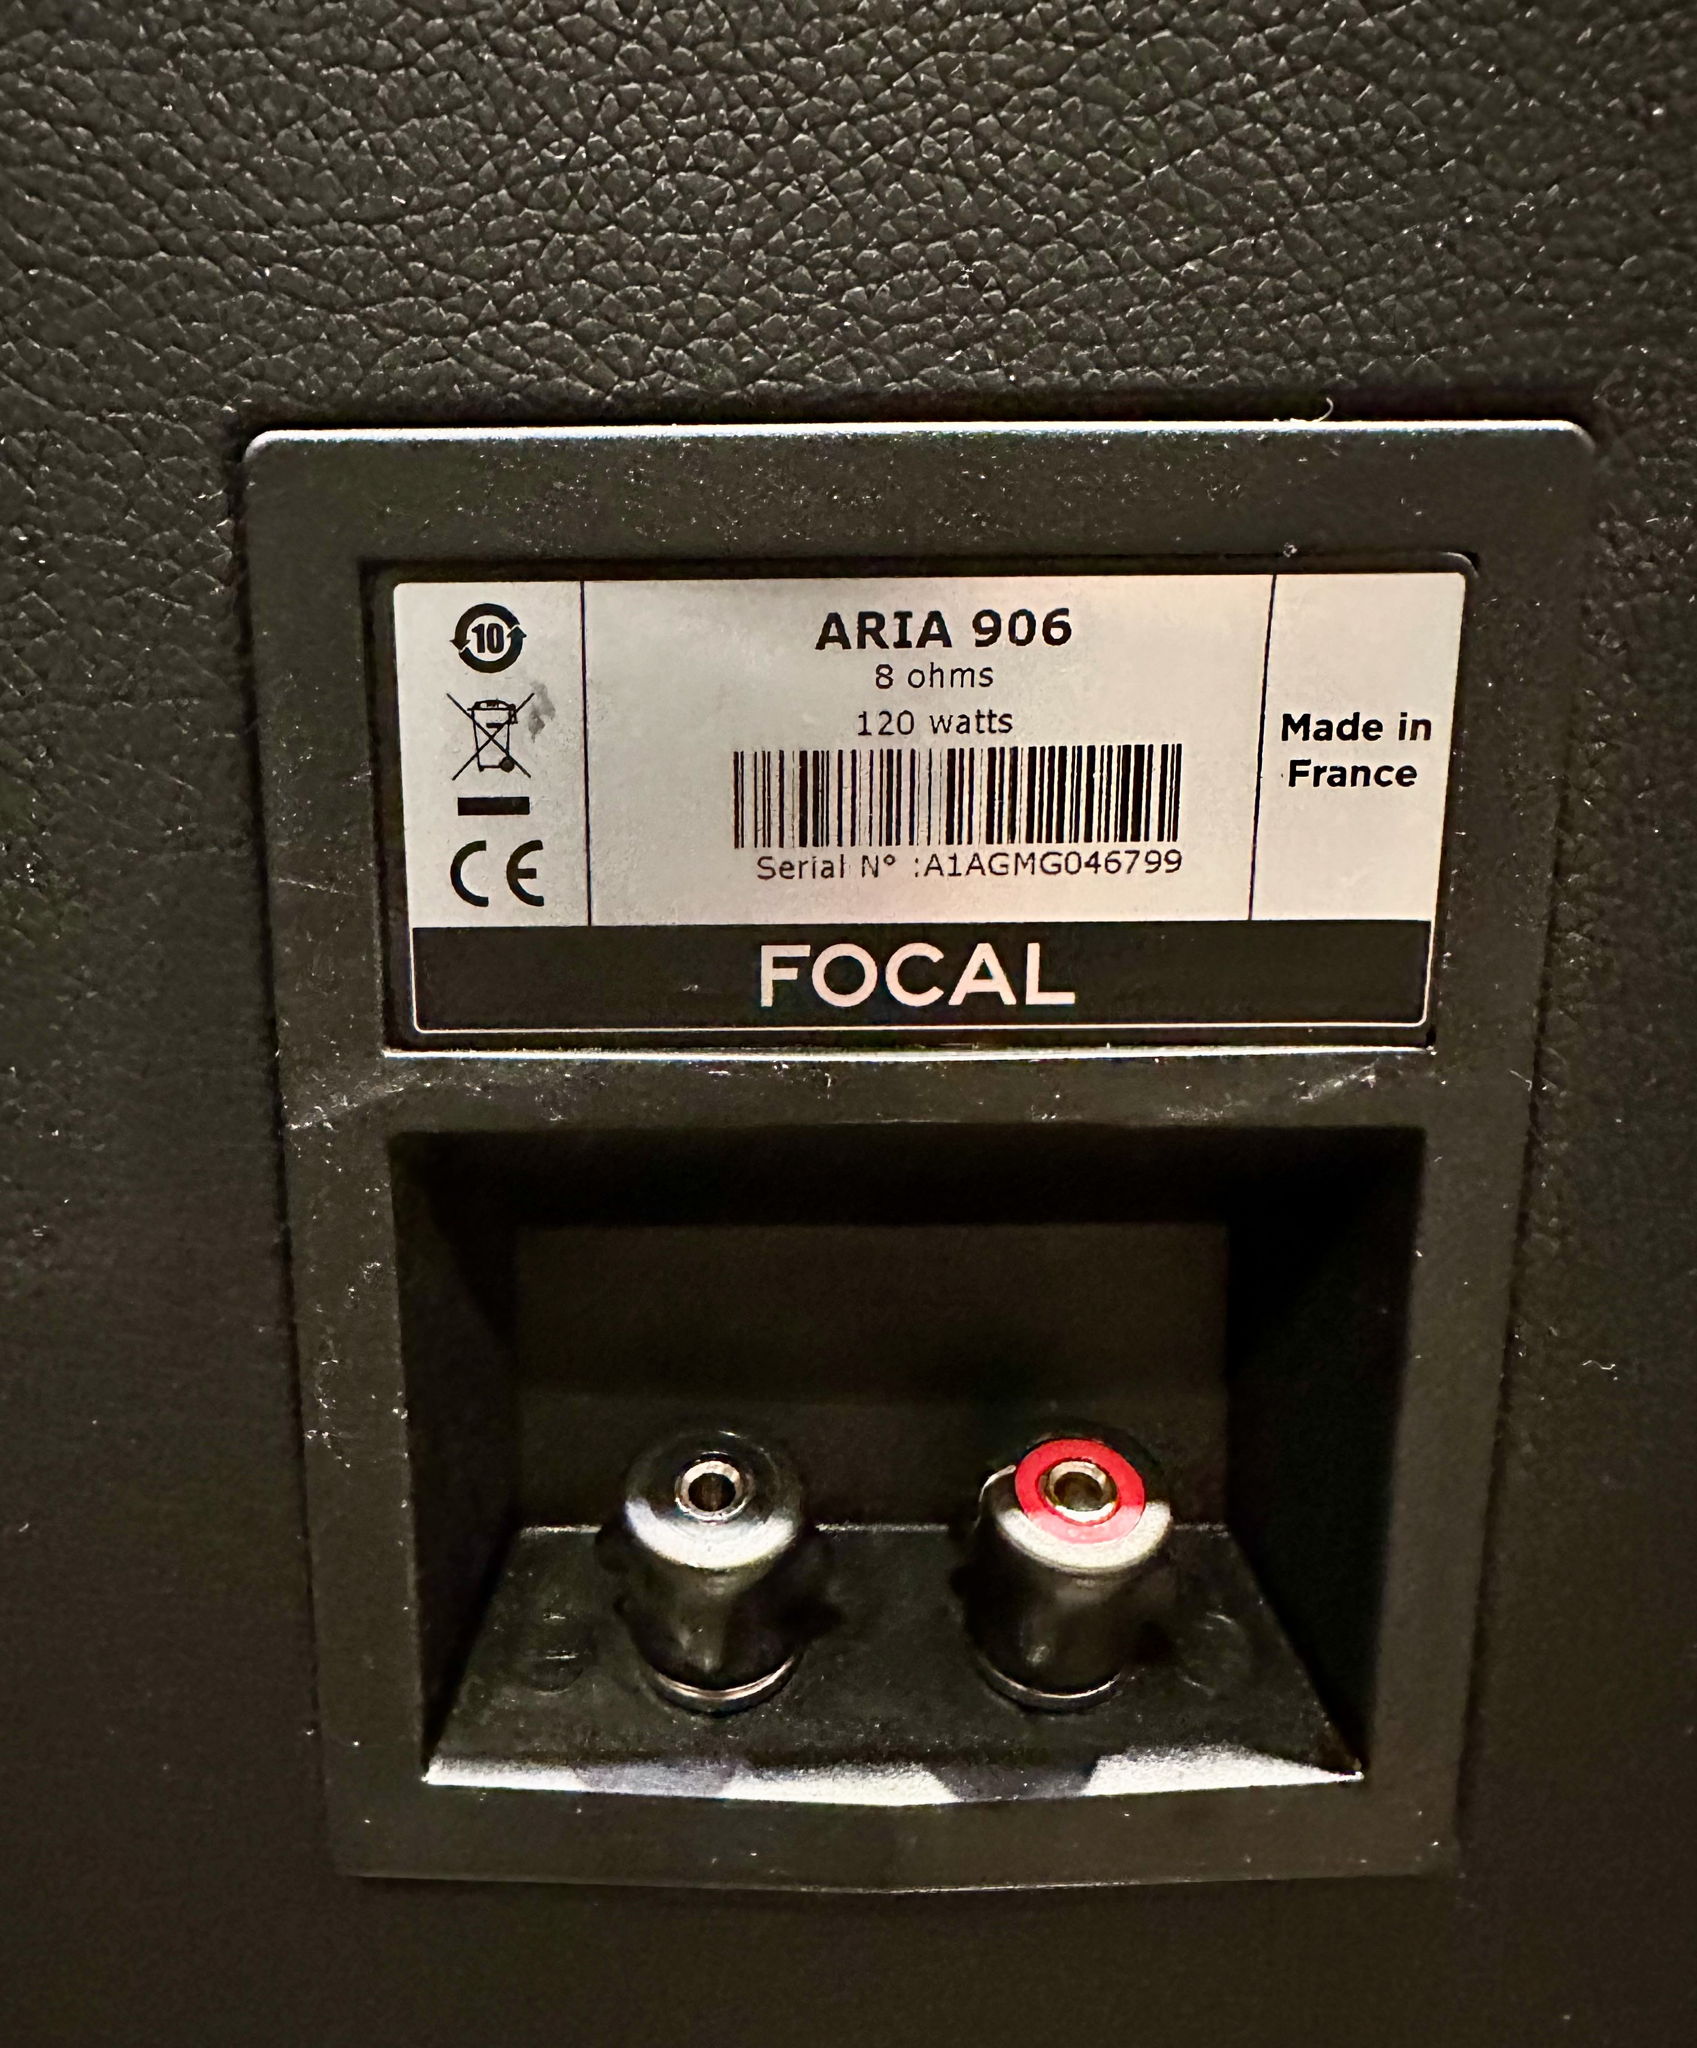 10
ARIA 906
8 ohms
120 watts
Serial N° :A1AGMG046799
CE
Made in
France
FOCAL